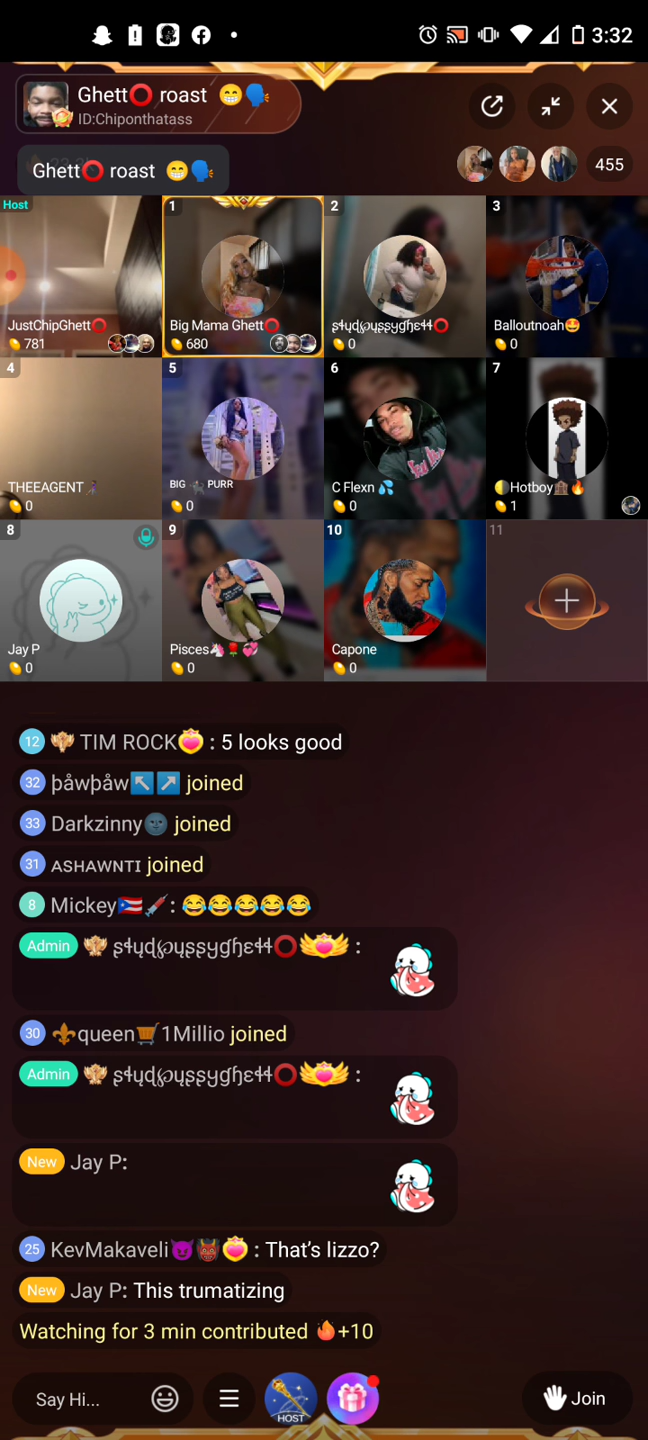 3:32
Ghett⭕ roast 😁🗣️
ID:Chiponthatass
Ghett⭕ roast 😁🗣️
455
Host
JustChipGhett⭕
781
1
Big Mama Ghett⭕
680
2
0
3
Balloutnoah🤩
0
4
THEEAGENT
0
5
BIG PURR
0
6
C Flexn 💦
0
7
🌗Hotboy🏚️🔥
1
8
Jay P
0
9
Pisces🦄🌹💞
0
10
Capone
0
11
12 TIM ROCK : 5 looks good
32 þåwþåw↖️↗️ joined
33 Darkzinny🌚 joined
31 ᴀsʜᴀᴡɴᴛɪ joined
8 Mickey🇵🇷💉: 😂😂😂😂😂
Admin
30 ⚜️queen🛒1Millio joined
Admin
New Jay P:
25 KevMakaveli😈👹 : That's lizzo?
New Jay P: This trumatizing
Watching for 3 min contributed 🔥+10
Say Hi...
HOST
Join